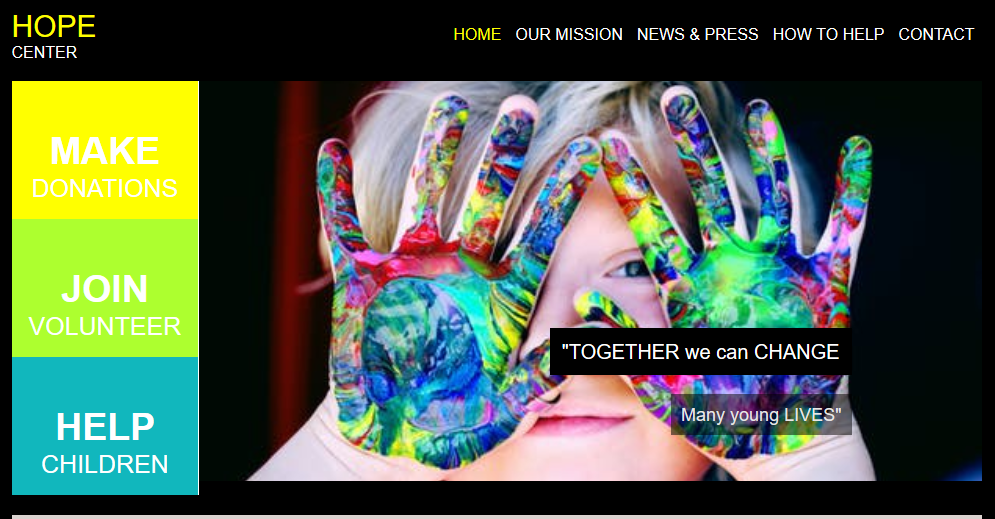 HOPE
CENTER
HOME OUR MISSION NEWS & PRESS HOW TO HELP CONTACT
MAKE
DONATIONS
JOIN
VOLUNTEER
HELP
CHILDREN
"TOGETHER we can CHANGE
Many young LIVES"